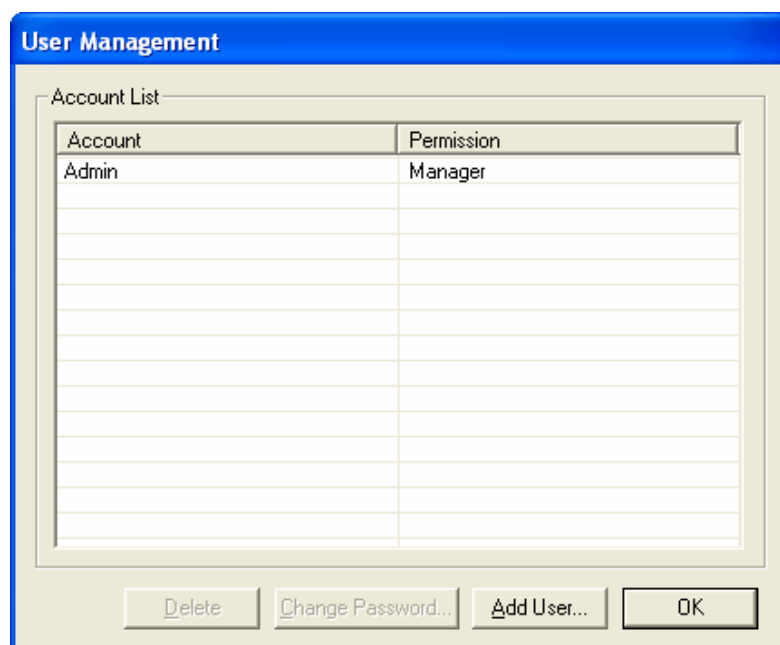 User Management
Account List
Account Permission
Admin Manager
Delete Change Password... Add User... OK